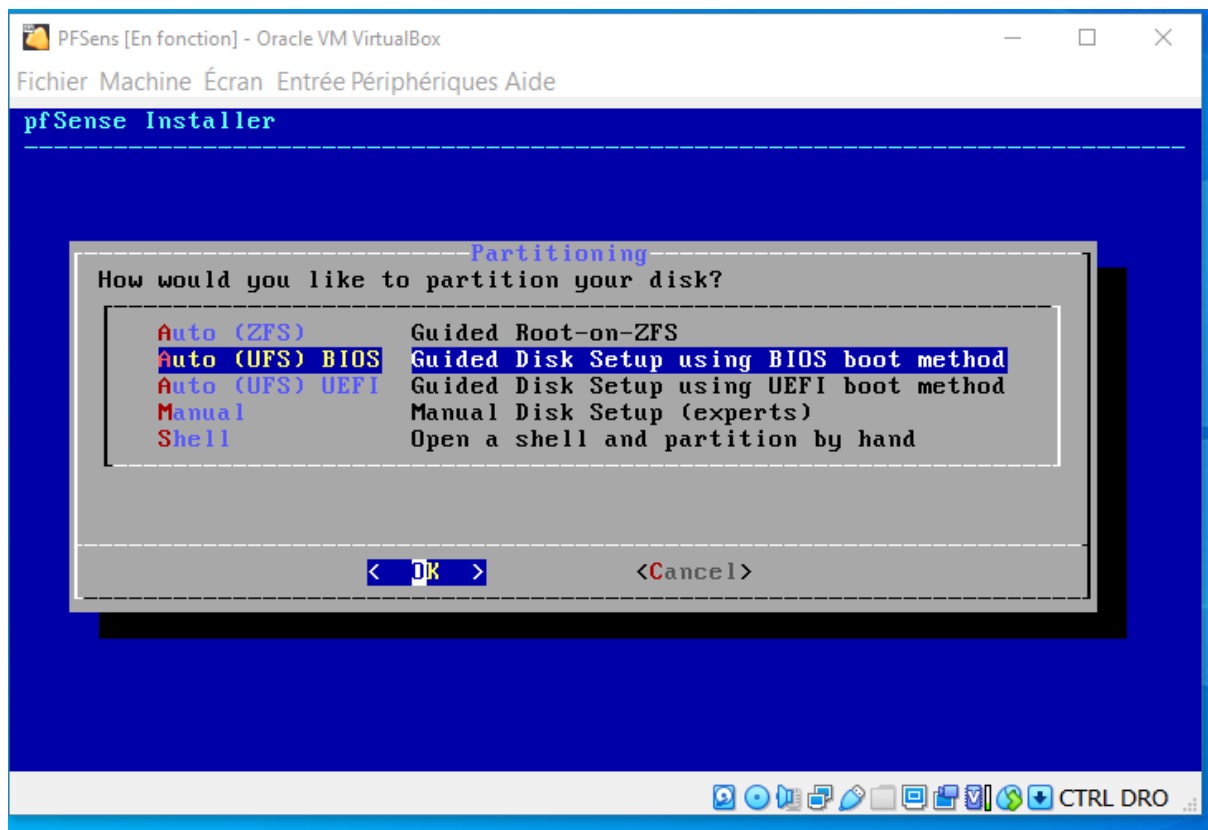 PFSens [En fonction] - Oracle VM VirtualBox
Fichier Machine Écran Entrée Périphériques Aide
pfSense Installer
Partitioning
How would you like to partition your disk?
Auto (ZFS) Guided Root-on-ZFS
Auto (UFS) BIOS Guided Disk Setup using BIOS boot method
Auto (UFS) UEFI Guided Disk Setup using UEFI boot method
Manual Manual Disk Setup (experts)
Shell Open a shell and partition by hand
< OK > <Cancel>
CTRL DRO